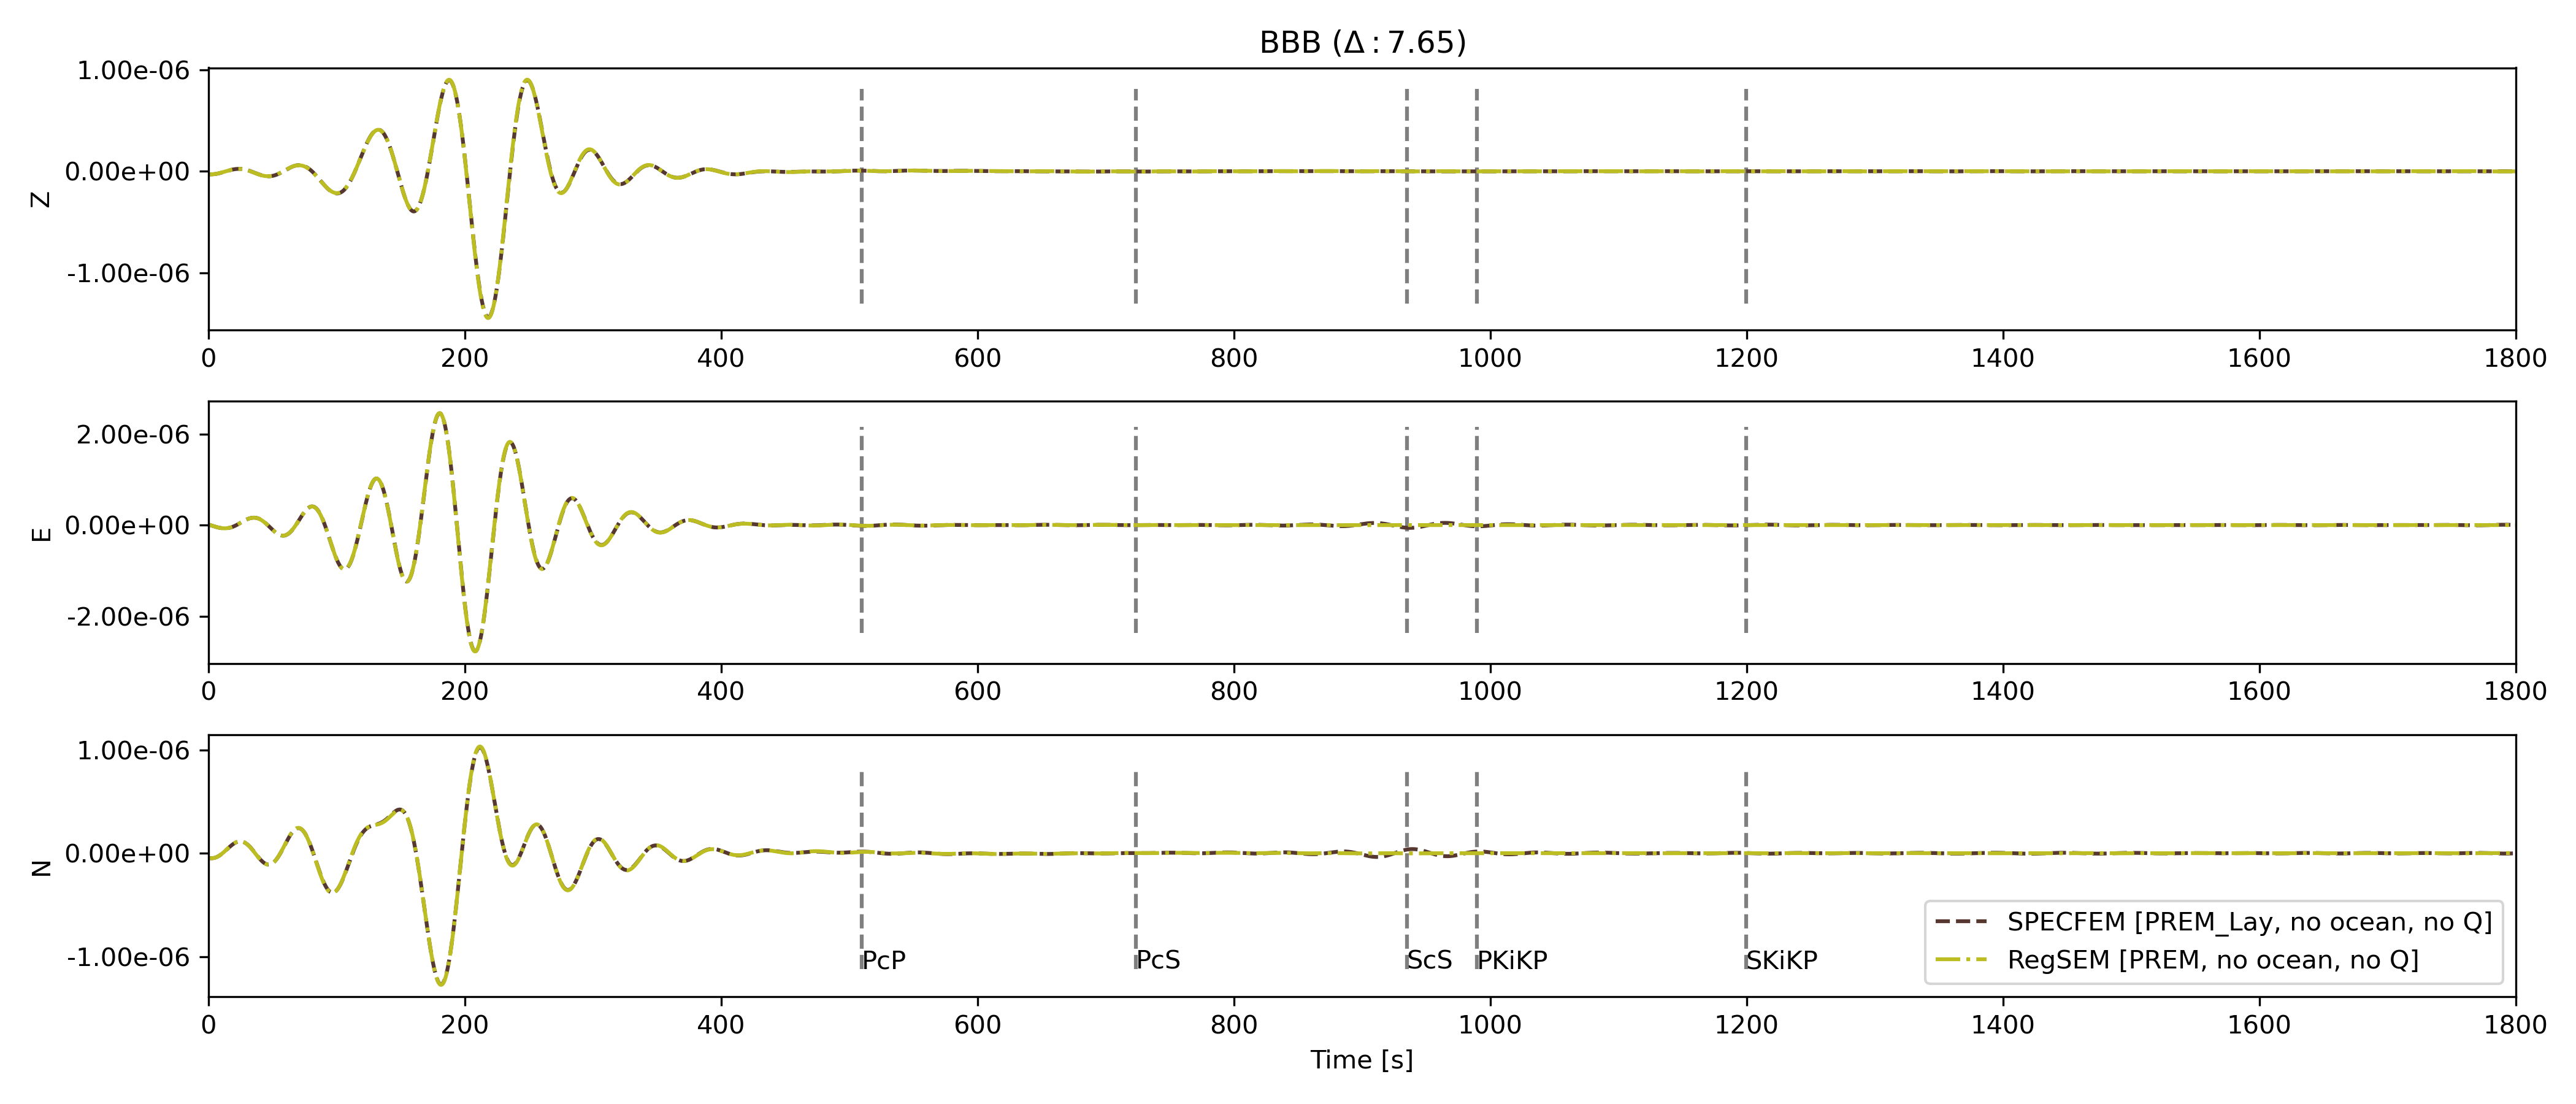 BBB (Δ : 7.65)
1.00e-06
0.00e+00
-1.00e-06
Z
0 200 400 600 800 1000 1200 1400 1600 1800
2.00e-06
0.00e+00
-2.00e-06
E
0 200 400 600 800 1000 1200 1400 1600 1800
1.00e-06
0.00e+00
-1.00e-06
N
PcP PcS ScS PKiKP SKiKP
SPECFEM [PREM_Lay, no ocean, no Q]
RegSEM [PREM, no ocean, no Q]
0 200 400 600 800 1000 1200 1400 1600 1800
Time [s]